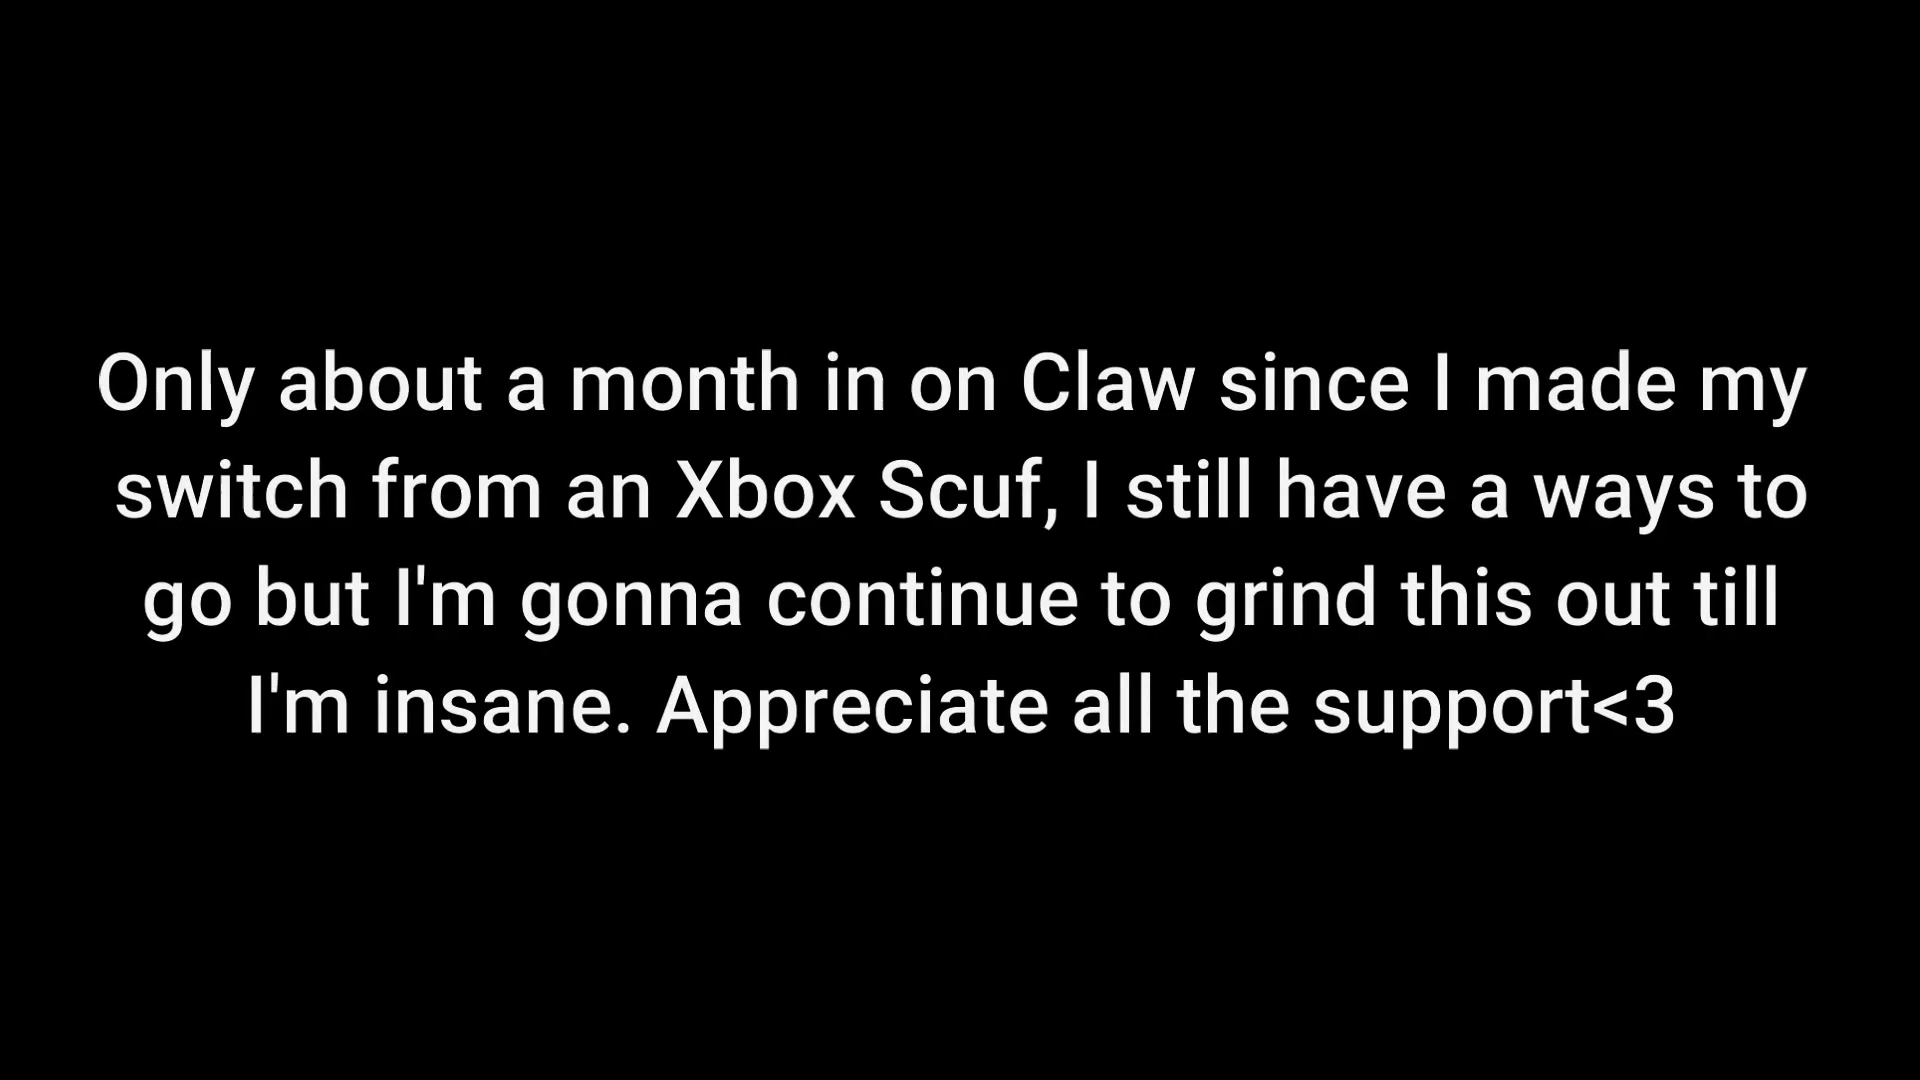 Only about a month in on Claw since I made my
switch from an Xbox Scuf, I still have a ways to
go but I'm gonna continue to grind this out till
I'm insane. Appreciate all the support<3